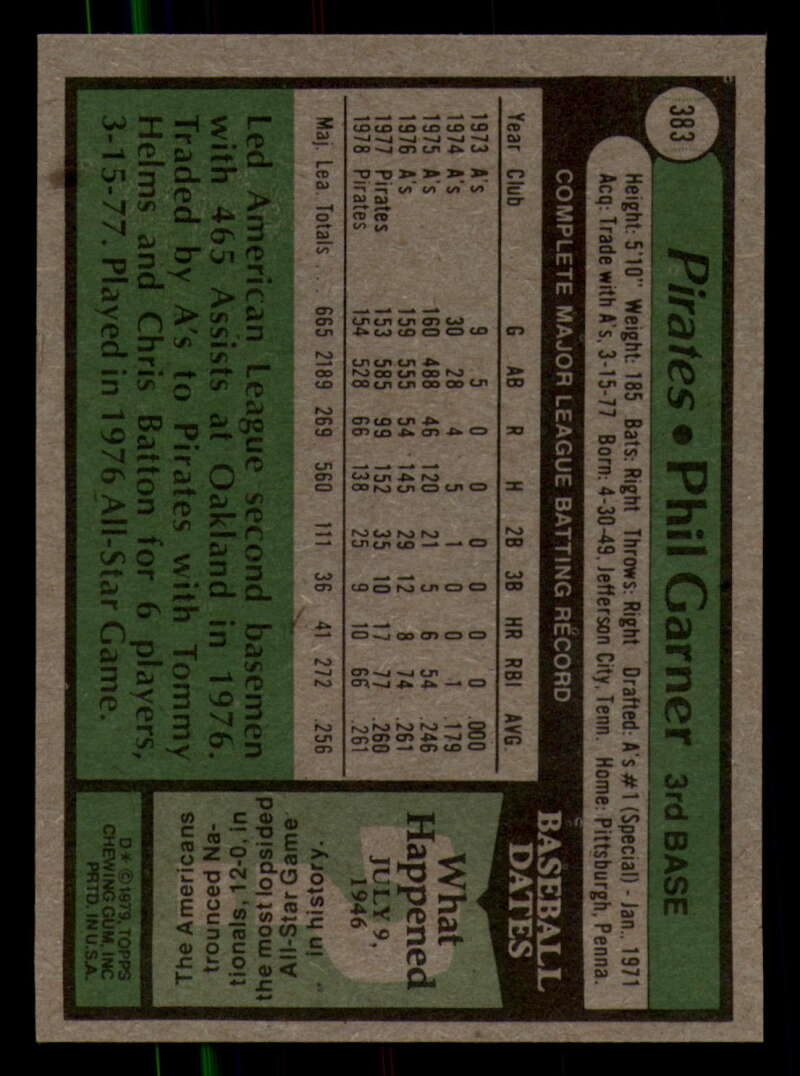 383
Pirates • Phil Garner 3rd BASE
Height: 5'10" Weight: 185 Bats: Right Throws: Right Drafted: A's #1 (Special) - Jan., 1971
Acq: Trade with A's, 3-15-77 Born: 4-30-49, Jefferson City, Tenn. Home: Pittsburgh, Penna.
COMPLETE MAJOR LEAGUE BATTING RECORD
Year Club G AB R H 2B 3B HR RBI AVG.
1973 A's 9 5 0 0 0 0 0 0 .000
1974 A's 30 28 4 5 1 0 0 1 .179
1975 A's 160 488 46 120 21 5 6 54 .246
1976 A's 159 555 54 145 29 12 8 74 .261
1977 Pirates 153 585 99 152 35 10 17 77 .260
1978 Pirates 154 528 66 138 25 9 10 66 .261
Maj. Lea Totals ... 665 2189 269 560 111 36 41 272 .256
Led American League second basemen
with 465 Assists at Oakland in 1976.
Traded by A's to Pirates with Tommy
Helms and Chris Batton for 6 players,
3-15-77. Played in 1976 All-Star Game.
BASEBALL
DATES
What
Happened
JULY 9,
1946
The Americans
trounced Na-
tionals, 12-0, in
the most lopsided
All-Star Game
in history.
D* ©1979, TOPPS
CHEWING GUM, INC
PRTD. IN U.S.A.